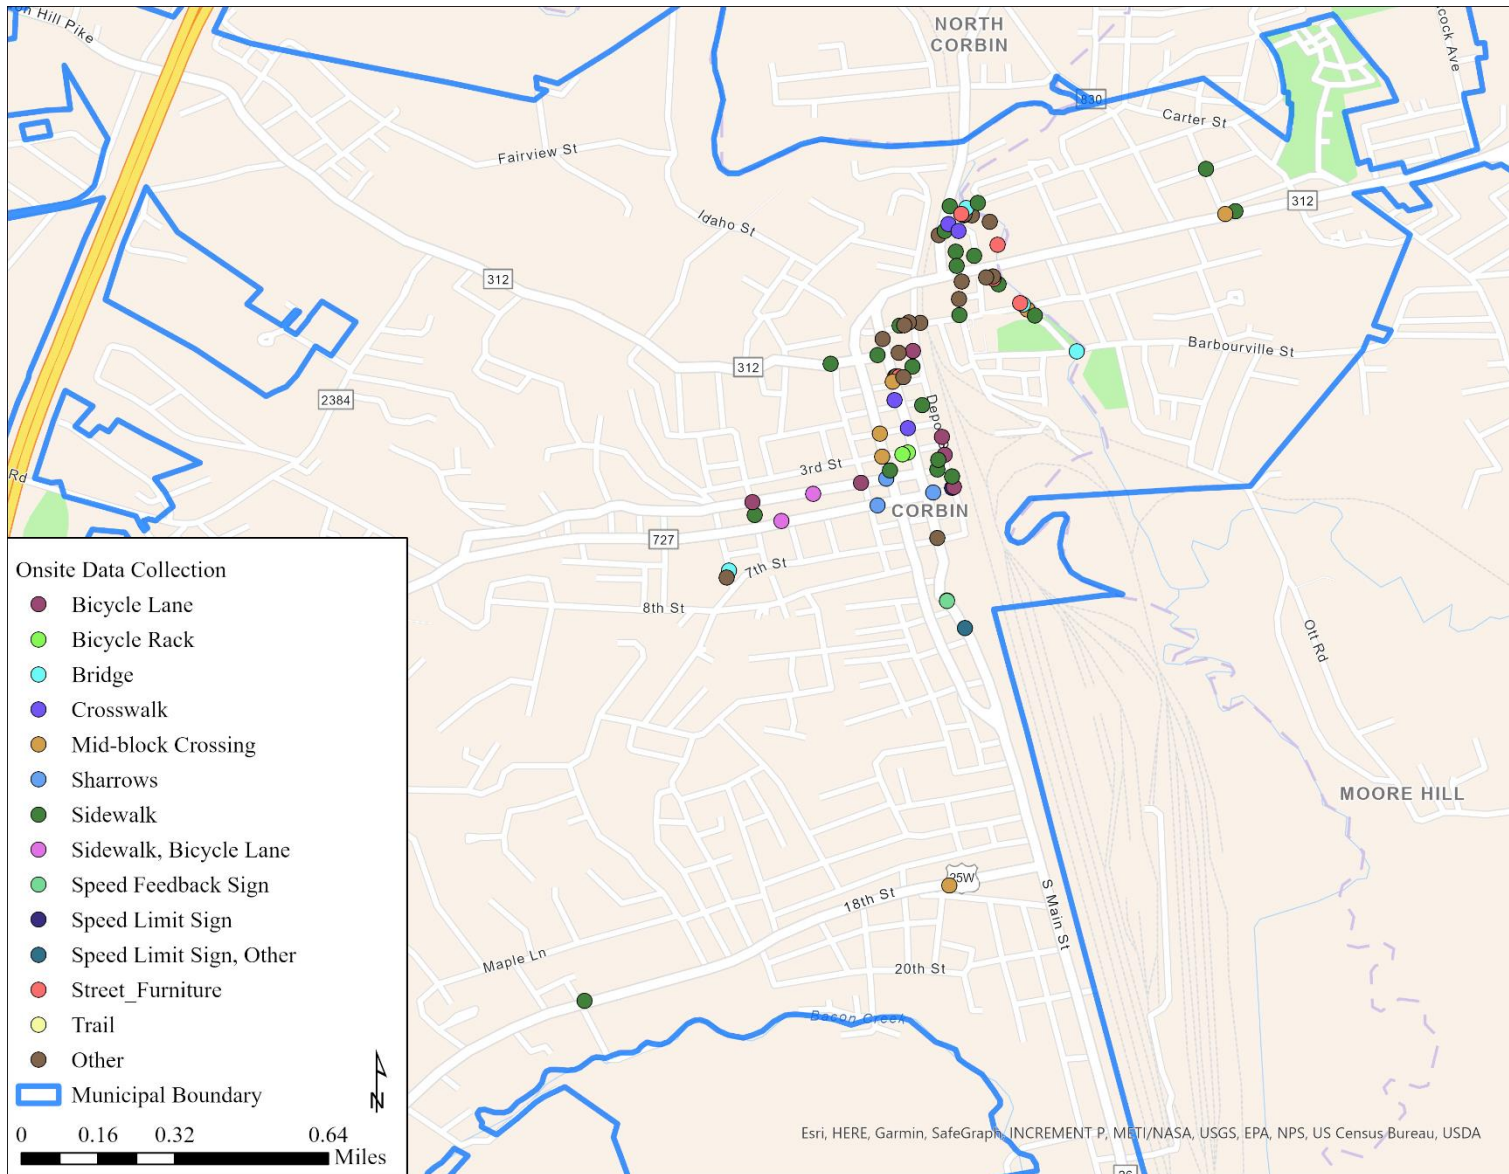 on Hill Pike
NORTH
CORBIN
cock Ave
830
Carter St
Fairview St
312
Idaho St
312
Barbourville St
312
2384
Depo
3rd St
Rd
CORBIN
727
7th St
8th St
Ott Rd
MOORE HILL
25W
18th St
S Main St
Maple Ln
20th St
Bacon Creek
Onsite Data Collection
Bicycle Lane
Bicycle Rack
Bridge
Crosswalk
Mid-block Crossing
Sharrows
Sidewalk
Sidewalk, Bicycle Lane
Speed Feedback Sign
Speed Limit Sign
Speed Limit Sign, Other
Street_Furniture
Trail
Other
Municipal Boundary
N
0 0.16 0.32 0.64
Miles
Esri, HERE, Garmin, SafeGraph, INCREMENT P, METI/NASA, USGS, EPA, NPS, US Census Bureau, USDA